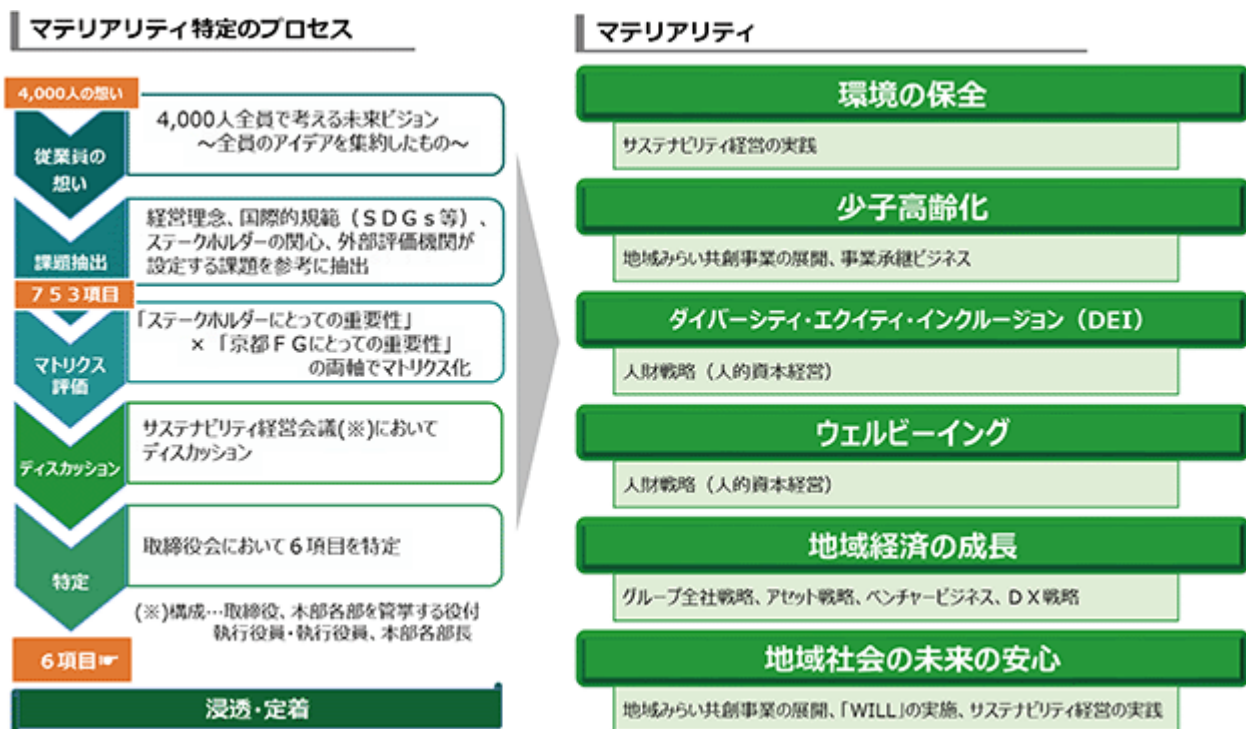 マテリアリティ特定のプロセス
4,000人の想い
従業員の
想い
4,000人全員で考える未来ビジョン
～全員のアイデアを集約したもの～
課題抽出
経営理念、国際的規範（ＳＤＧｓ等）、
ステークホルダーの関心、外部評価機関が
設定する課題を参考に抽出
７５３項目
マトリクス
評価
「ステークホルダーにとっての重要性」
×「京都ＦＧにとっての重要性」
の両軸でマトリクス化
ディスカッション
サステナビリティ経営会議(※)において
ディスカッション
特定
取締役会において６項目を特定
(※)構成…取締役、本部各部を管掌する役付
執行役員・執行役員、本部各部長
６項目☛
浸透・定着
マテリアリティ
環境の保全
サステナビリティ経営の実践
少子高齢化
地域みらい共創事業の展開、事業承継ビジネス
ダイバーシティ・エクイティ・インクルージョン（DEI）
人財戦略（人的資本経営）
ウェルビーイング
人財戦略（人的資本経営）
地域経済の成長
グループ全社戦略、アセット戦略、ベンチャービジネス、ＤＸ戦略
地域社会の未来の安心
地域みらい共創事業の展開、「WILL」の実施、サステナビリティ経営の実践